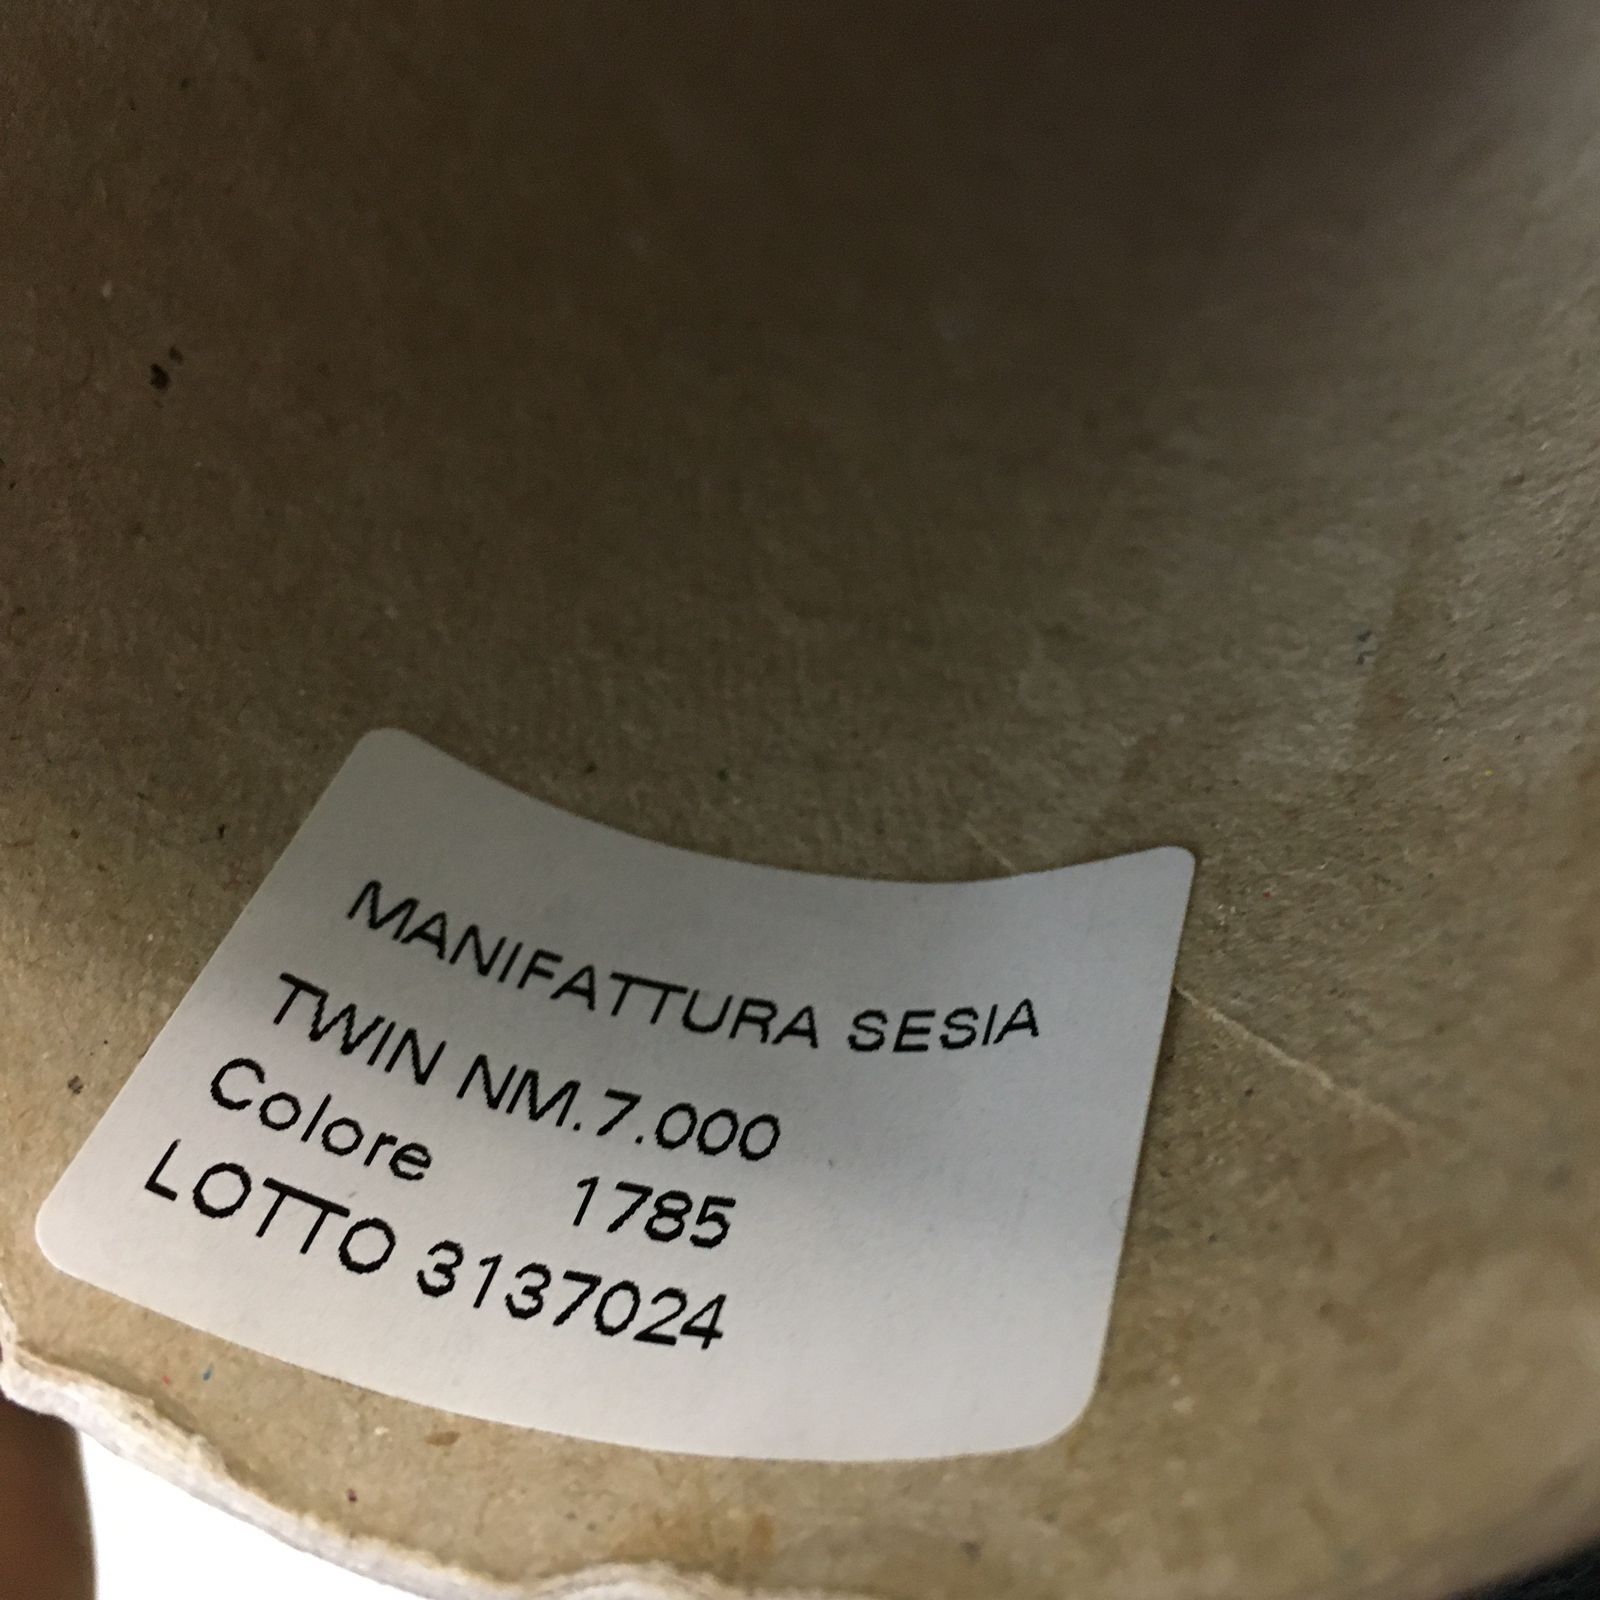 MANIFATTURA SESIA
TWIN NM.7.000
Colore 1785
LOTTO 3137024